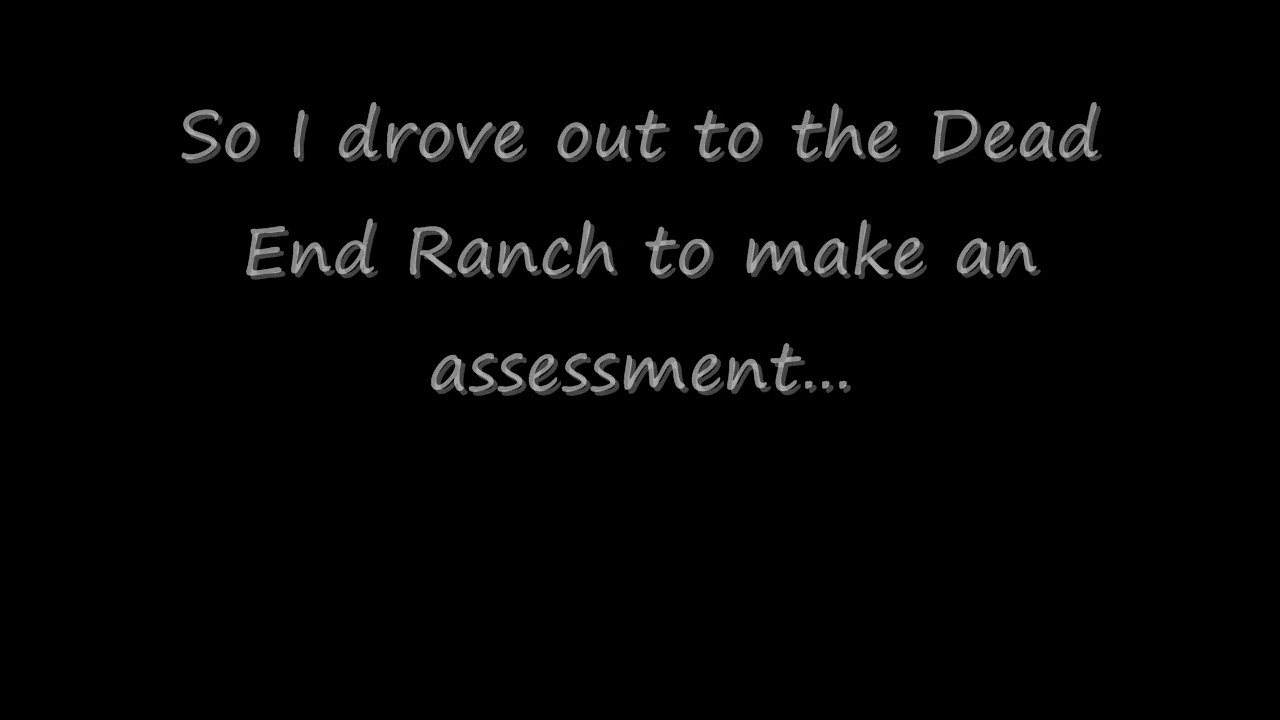 So I drove out to the Dead
End Ranch to make an
assessment...